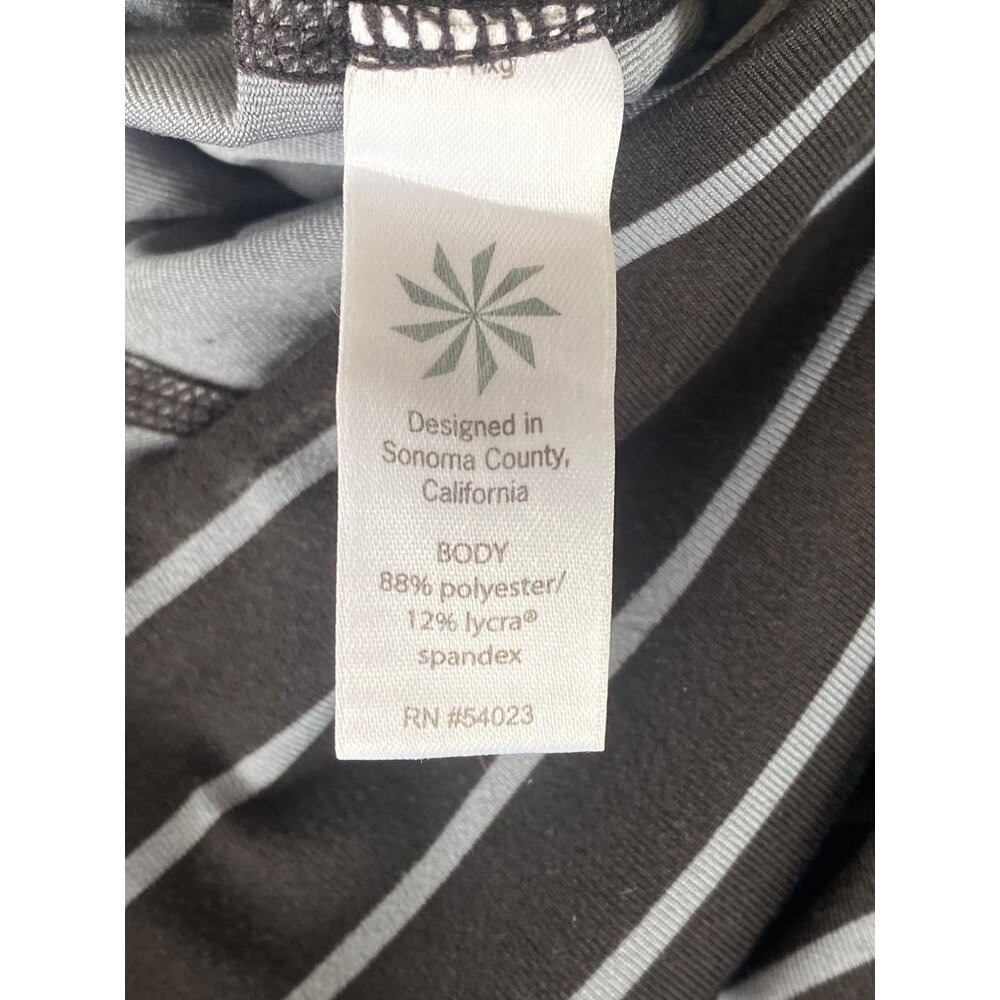 Designed in
Sonoma County,
California
BODY
88% polyester/
12% lycra®
spandex
RN #54023